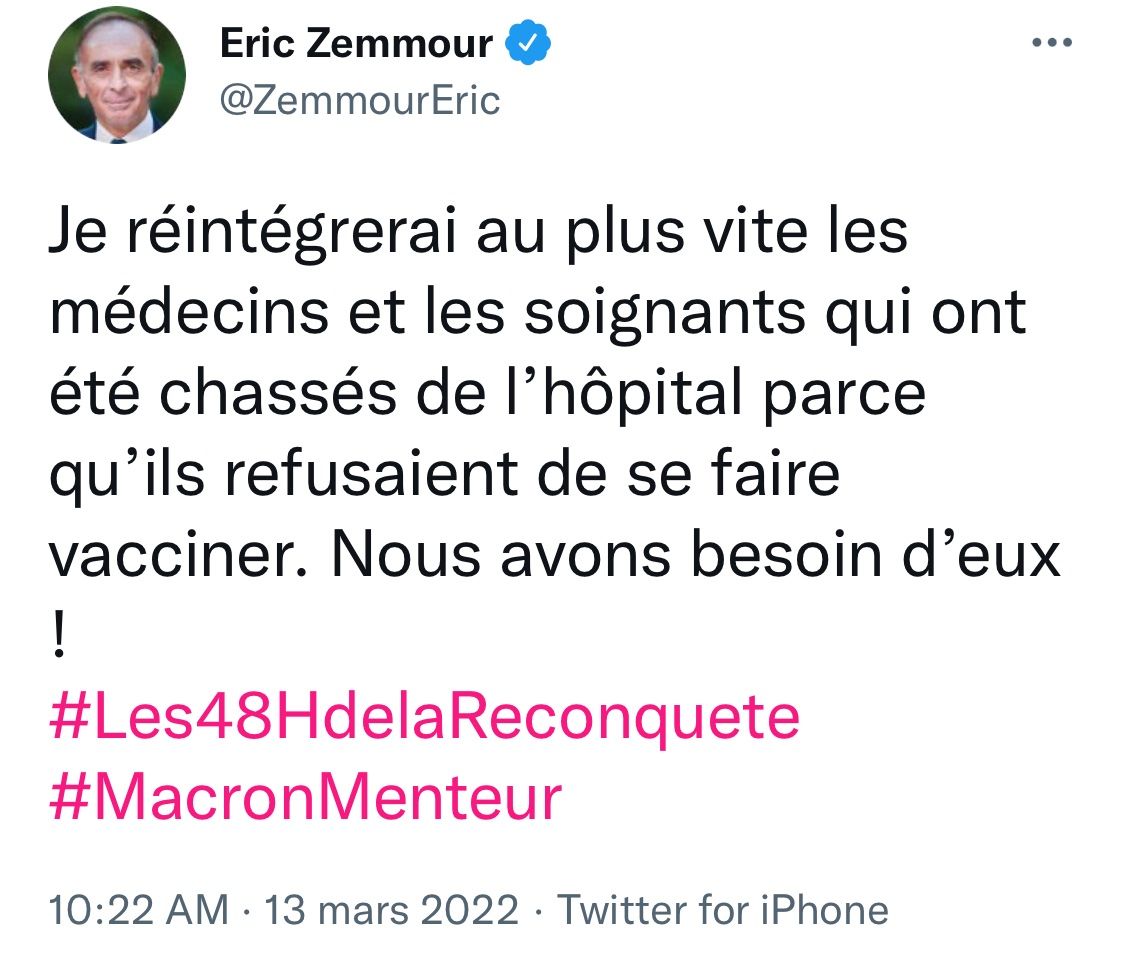 Eric Zemmour
@ZemmourEric
Je réintégrerai au plus vite les
médecins et les soignants qui ont
été chassés de l’hôpital parce
qu’ils refusaient de se faire
vacciner. Nous avons besoin d’eux
!
#Les48HdelaReconquete
#MacronMenteur
10:22 AM · 13 mars 2022 · Twitter for iPhone